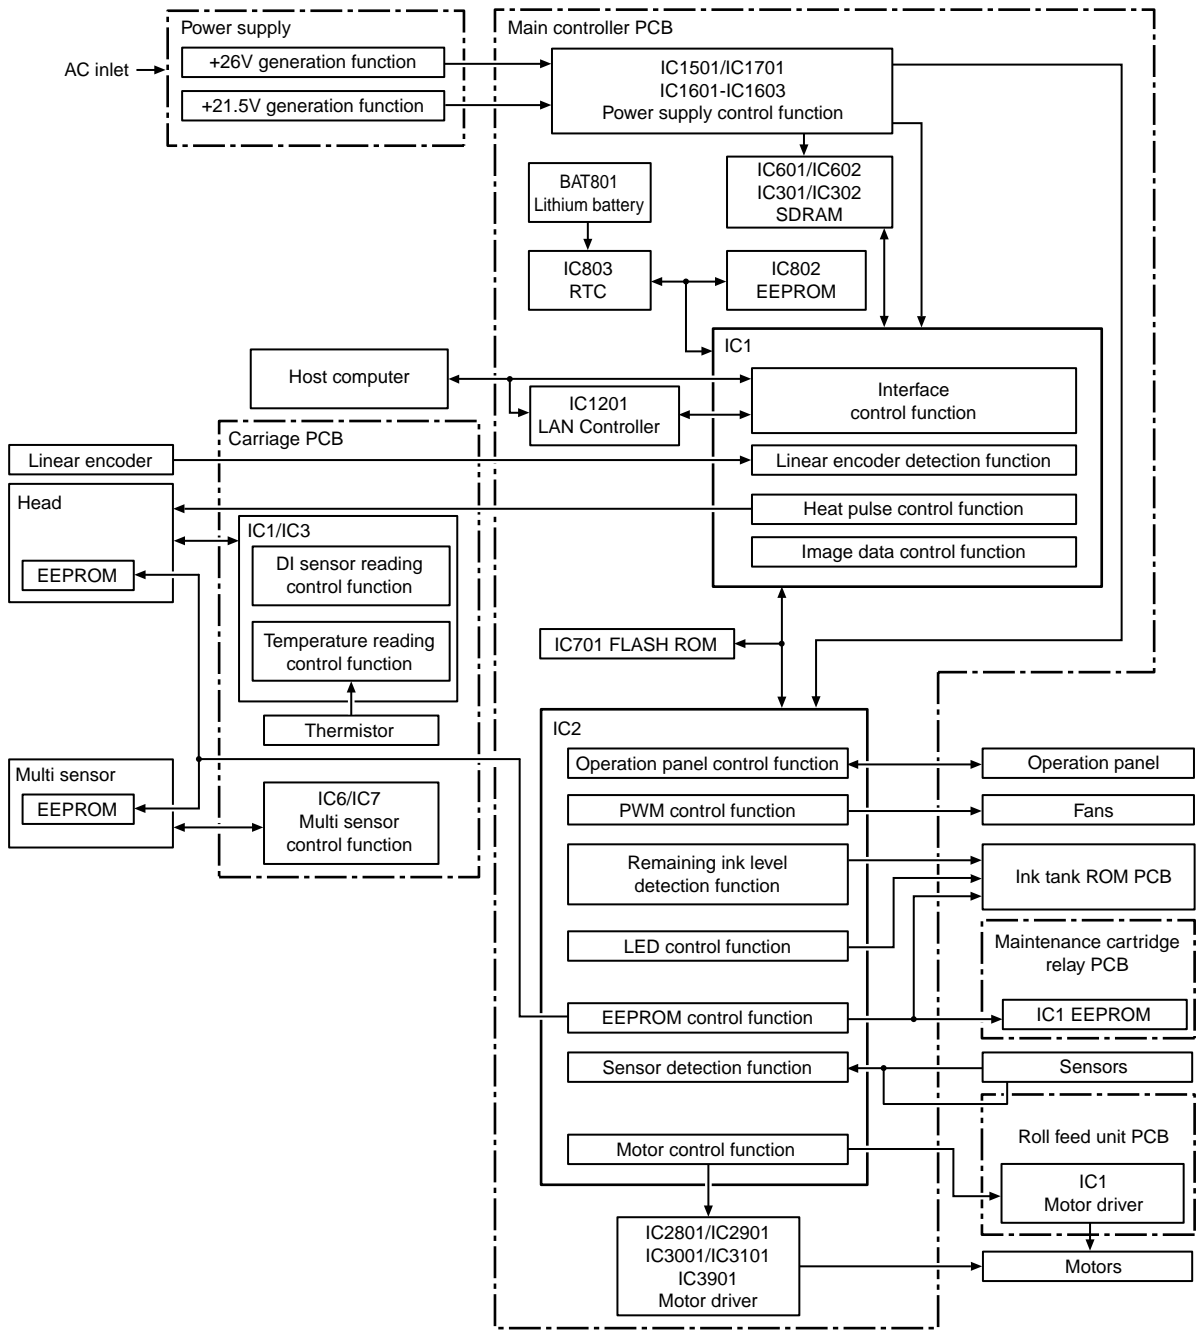 Power supply
AC inlet
+26V generation function
+21.5V generation function
Main controller PCB
IC1501/IC1701
IC1601-IC1603
Power supply control function
BAT801
Lithium battery
IC601/IC602
IC301/IC302
SDRAM
IC803
RTC
IC802
EEPROM
IC1
Host computer
Interface
control function
IC1201
LAN Controller
Carriage PCB
Linear encoder
Linear encoder detection function
Head
Heat pulse control function
IC1/IC3
Image data control function
DI sensor reading
control function
EEPROM
Temperature reading
control function
IC701 FLASH ROM
Thermistor
IC2
Multi sensor
EEPROM
IC6/IC7
Multi sensor
control function
Operation panel control function
Operation panel
PWM control function
Fans
Remaining ink level
detection function
Ink tank ROM PCB
LED control function
Maintenance cartridge
relay PCB
EEPROM control function
IC1 EEPROM
Sensor detection function
Sensors
Roll feed unit PCB
Motor control function
IC1
Motor driver
IC2801/IC2901
IC3001/IC3101
IC3901
Motor driver
Motors